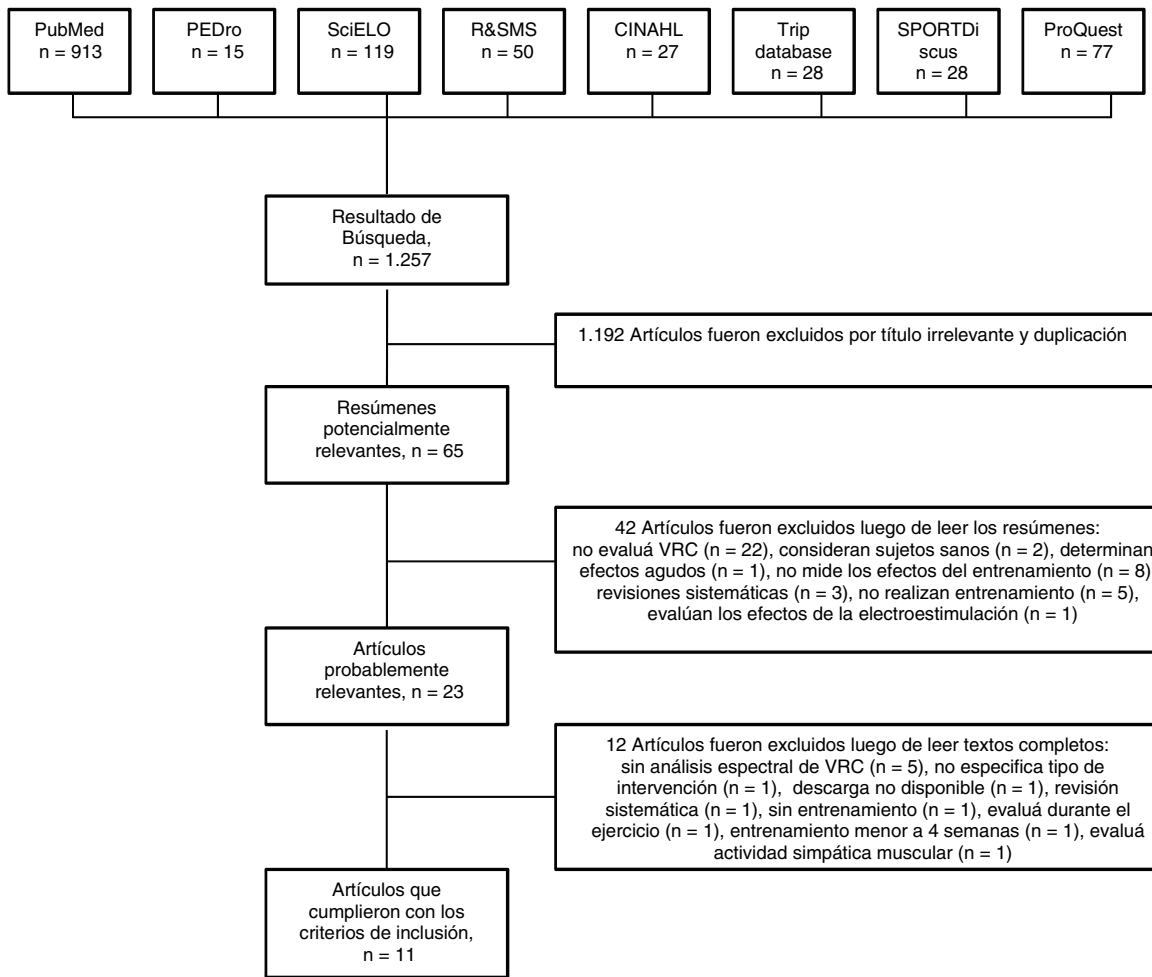 PubMed
n = 913
PEDro
n = 15
SciELO
n = 119
R&SMS
n = 50
CINAHL
n = 27
Trip
database
n = 28
SPORTDi
scus
n = 28
ProQuest
n = 77
Resultado de
Búsqueda,
n = 1.257
1.192 Artículos fueron excluidos por título irrelevante y duplicación
Resúmenes
potencialmente
relevantes, n = 65
42 Artículos fueron excluidos luego de leer los resúmenes:
no evaluá VRC (n = 22), consideran sujetos sanos (n = 2), determinan
efectos agudos (n = 1), no mide los efectos del entrenamiento (n = 8)
revisiones sistemáticas (n = 3), no realizan entrenamiento (n = 5),
evalúan los efectos de la electroestimulación (n = 1)
Artículos
probablemente
relevantes, n = 23
12 Artículos fueron excluidos luego de leer textos completos:
sin análisis espectral de VRC (n = 5), no especifica tipo de
intervención (n = 1), descarga no disponible (n = 1), revisión
sistemática (n = 1), sin entrenamiento (n = 1), evaluá durante el
ejercicio (n = 1), entrenamiento menor a 4 semanas (n = 1), evaluá
actividad simpática muscular (n = 1)
Artículos que
cumplieron con los
criterios de inclusión,
n = 11